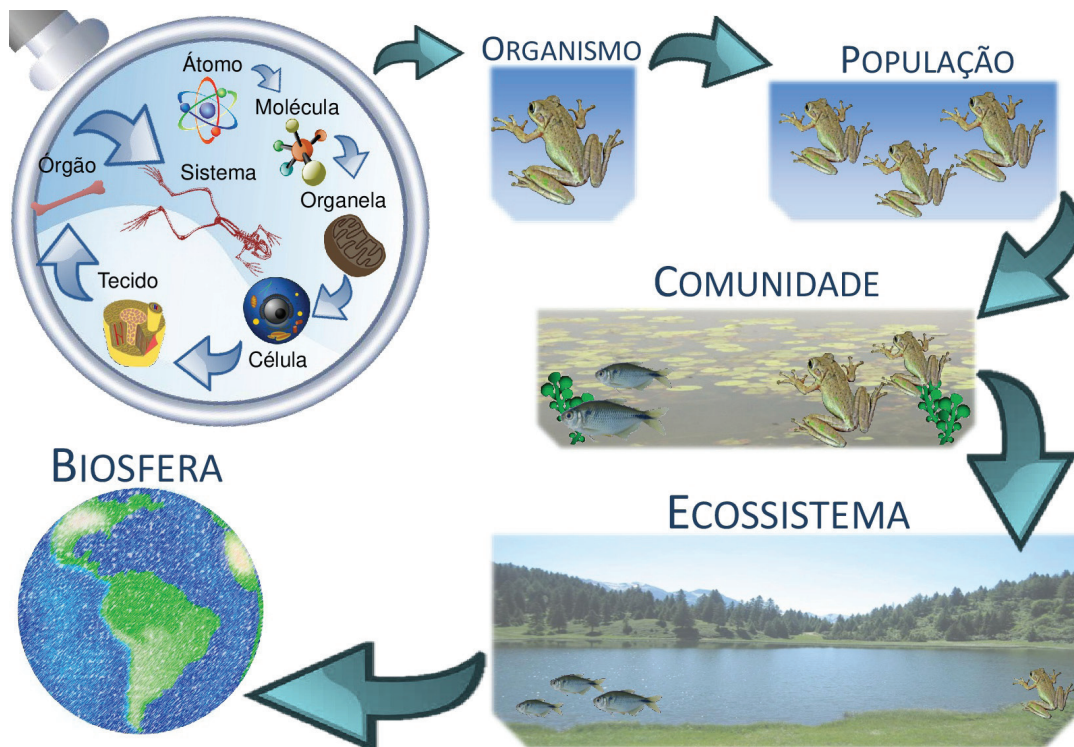 Átomo
Molécula
Organela
Célula
Tecido
Órgão
Sistema
ORGANISMO
POPULAÇÃO
COMUNIDADE
ECOSSISTEMA
BIOSFERA